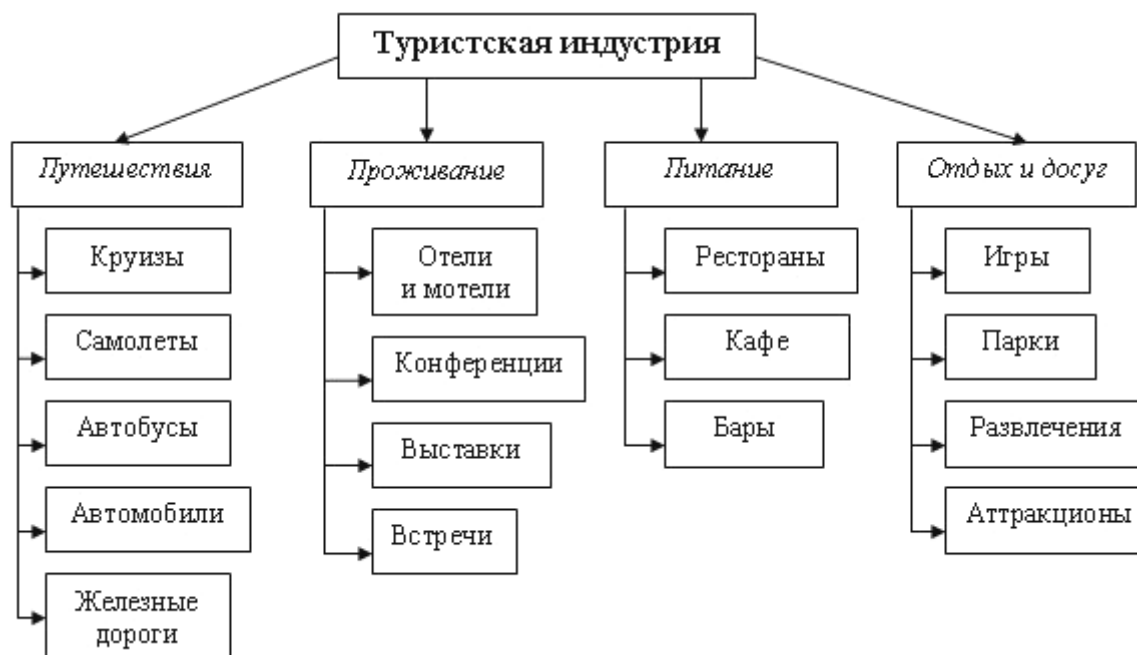 Туристская индустрия
Путешествия
Круизы
Самолеты
Автобусы
Автомобили
Железные
дороги
Проживание
Отели
и мотели
Конференции
Выставки
Встречи
Питание
Рестораны
Кафе
Бары
Отдых и досуг
Игры
Парки
Развлечения
Аттракционы